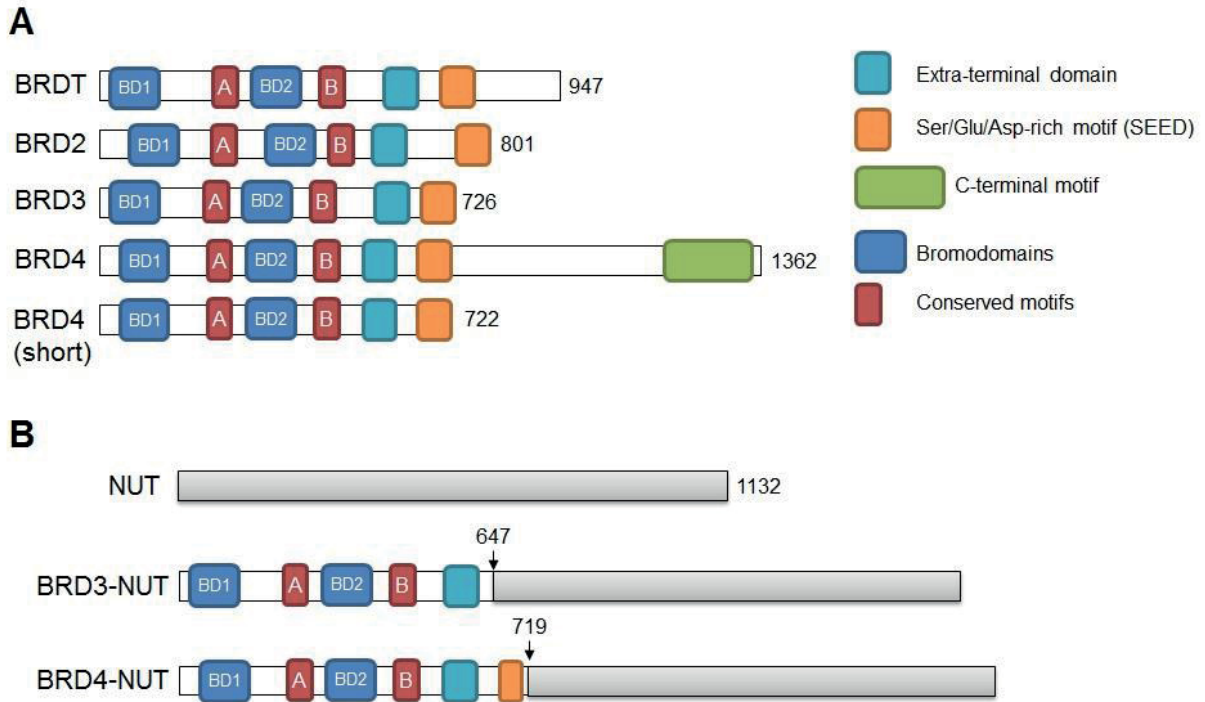 A
BRDT BD1 A BD2 B 947
BRD2 BD1 A BD2 B 801
BRD3 BD1 A BD2 B 726
BRD4 BD1 A BD2 B 1362
BRD4 BD1 A BD2 B 722
(short)
Extra-terminal domain
Ser/Glu/Asp-rich motif (SEED)
C-terminal motif
Bromodomains
Conserved motifs
B
NUT 1132
647
BRD3-NUT BD1 A BD2 B
719
BRD4-NUT BD1 A BD2 B